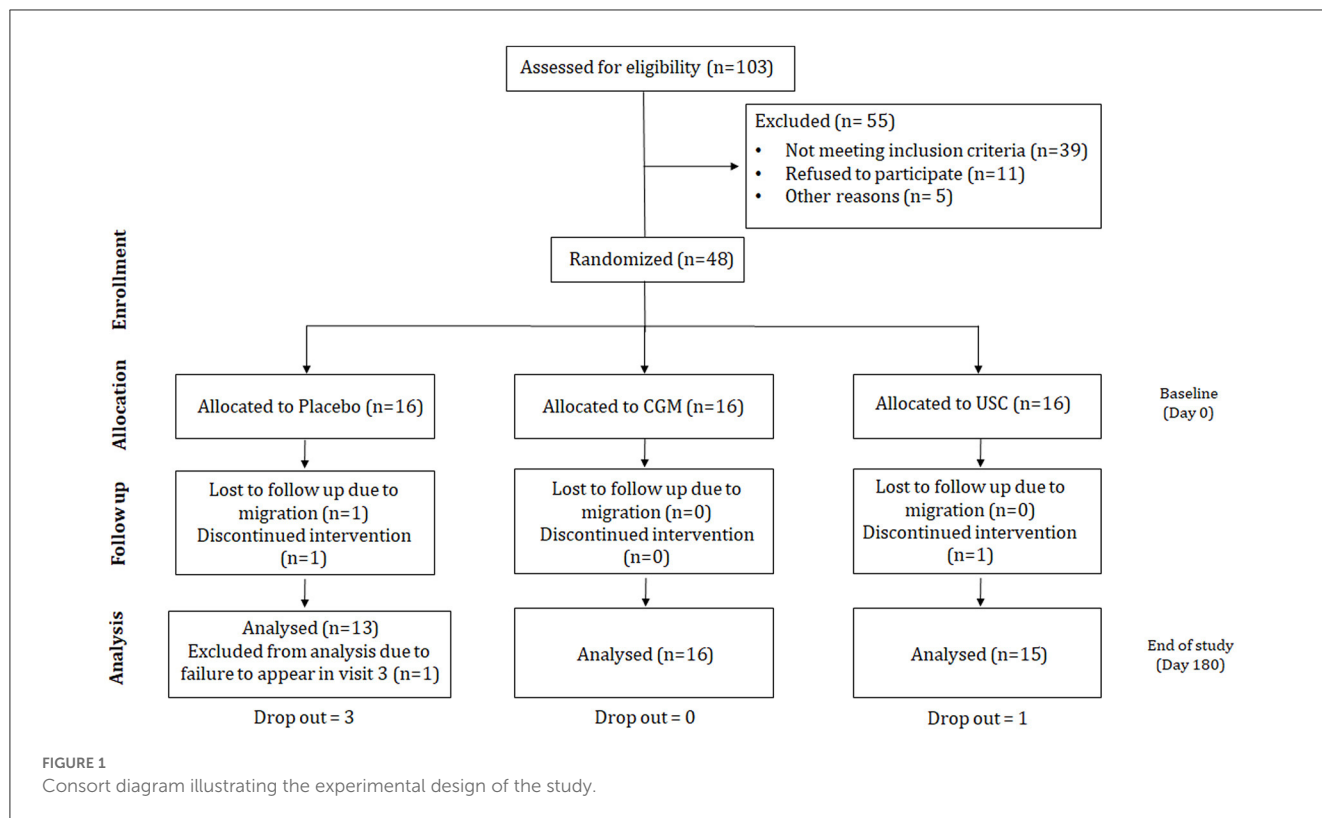 Assessed for eligibility (n=103)
Excluded (n= 55)
• Not meeting inclusion criteria (n=39)
• Refused to participate (n=11)
• Other reasons (n= 5)
Enrollment
Randomized (n=48)
Allocation
Allocated to Placebo (n=16)
Allocated to CGM (n=16)
Allocated to USC (n=16)
Baseline
(Day 0)
Follow up
Lost to follow up due to
migration (n=1)
Discontinued intervention
(n=1)
Lost to follow up due to
migration (n=0)
Discontinued intervention
(n=0)
Lost to follow up due to
migration (n=0)
Discontinued intervention
(n=1)
Analysis
Analysed (n=13)
Excluded from analysis due to
failure to appear in visit 3 (n=1)
Analysed (n=16)
Analysed (n=15)
End of study
(Day 180)
Drop out = 3
Drop out = 0
Drop out = 1
FIGURE 1
Consort diagram illustrating the experimental design of the study.